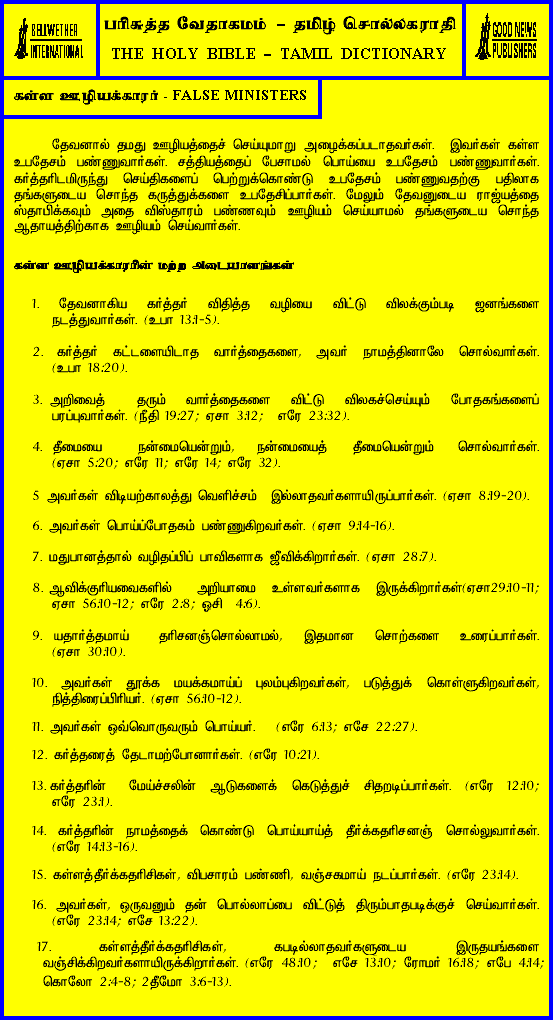 BELLWETHER
INTERNATIONAL
பரிசுத்த வேதாகமம் – தமிழ் சொல்லகராதி
THE HOLY BIBLE – TAMIL DICTIONARY
GOOD NEWS
PUBLISHERS
கள்ள ஊழியக்காரர் - FALSE MINISTERS
தேவனால் தமது ஊழியத்தைச் செய்யுமாறு அழைக்கப்படாதவர்கள். இவர்கள் கள்ள
உபதேசம் பண்ணுவார்கள். சத்தியத்தைப் பேசாமல் பொய்யை உபதேசம் பண்ணுவார்கள்.
கர்த்தரிடமிருந்து செய்திகளைப் பெற்றுக்கொண்டு உபதேசம் பண்ணுவதற்கு பதிலாக
தங்களுடைய சொந்த கருத்துக்களை உபதேசிப்பார்கள். மேலும் தேவனுடைய ராஜ்யத்தை
ஸ்தாபிக்கவும் அதை விஸ்தாரம் பண்ணவும் ஊழியம் செய்யாமல் தங்களுடைய சொந்த
ஆதாயத்திற்காக ஊழியம் செய்வார்கள்.
கள்ள ஊழியக்காரரின் மற்ற அடையாளங்கள்
1. தேவனாகிய கர்த்தர் விதித்த வழியை விட்டு விலக்கும்படி ஜனங்களை
நடத்துவார்கள். (உபா 13:1-5).
2. கர்த்தர் கட்டளையிடாத வார்த்தைகளை, அவர் நாமத்தினாலே சொல்வார்கள்.
(உபா 18:20).
3. அறிவைத் தரும் வார்த்தைகளை விட்டு விலகச்செய்யும் போதகங்களைப்
பரப்புவார்கள். (நீதி 19:27; ஏசா 3:12; எரே 23:32).
4. தீமையை நன்மையென்றும், நன்மையைத் தீமையென்றும் சொல்வார்கள்.
(ஏசா 5:20; எரே 11; எரே 14; எரே 32).
5 அவர்கள் விடியற்காலத்து வெளிச்சம் இல்லாதவர்களாயிருப்பார்கள். (ஏசா 8:19-20).
6. அவர்கள் பொய்ப்போதகம் பண்ணுகிறவர்கள். (ஏசா 9:14-16).
7. மதுபானத்தால் வழிதப்பிப் பாவிகளாக ஜீவிக்கிறார்கள். (ஏசா 28:7).
8. ஆவிக்குரியவைகளில் அறியாமை உள்ளவர்களாக இருக்கிறார்கள்(ஏசா29:10-11;
ஏசா 56:10-12; எரே 2:8; ஓசி 4:6).
9. யதார்த்தமாய் தரிசனஞ்சொல்லாமல், இதமான சொற்களை உரைப்பார்கள்.
(ஏசா 30:10).
10. அவர்கள் தூக்க மயக்கமாய்ப் புலம்புகிறவர்கள், படுத்துக் கொள்ளுகிறவர்கள்,
நித்திரைப்பிரியர். (ஏசா 56:10-12).
11. அவர்கள் ஒவ்வொருவரும் பொய்யர். (எரே 6:13; எசே 22:27).
12. கர்த்தரைத் தேடாமற்போனார்கள். (எரே 10:21).
13. கர்த்தரின் மேய்ச்சலின் ஆடுகளைக் கெடுத்துச் சிதறடிப்பார்கள். (எரே 12:10;
எரே 23:1).
14. கர்த்தரின் நாமத்தைக் கொண்டு பொய்யாய்த் தீர்க்கதரிசனஞ் சொல்லுவார்கள்.
(எரே 14:13-16).
15. கள்ளத்தீர்க்கதரிசிகள், விபசாரம் பண்ணி, வஞ்சகமாய் நடப்பார்கள். (எரே 23:14).
16. அவர்கள், ஒருவனும் தன் பொல்லாப்பை விட்டுத் திரும்பாதபடிக்குச் செய்வார்கள்.
(எரே 23:14; எசே 13:22).
17. கள்ளத்தீர்க்கதரிசிகள், கபடில்லாதவர்களுடைய இருதயங்களை
வஞ்சிக்கிறவர்களாயிருக்கிறார்கள். (எரே 48:10; எசே 13:10; ரோமர் 16:18; எபே 4:14;
கொலோ 2:4-8; 2தீமோ 3:6-13).